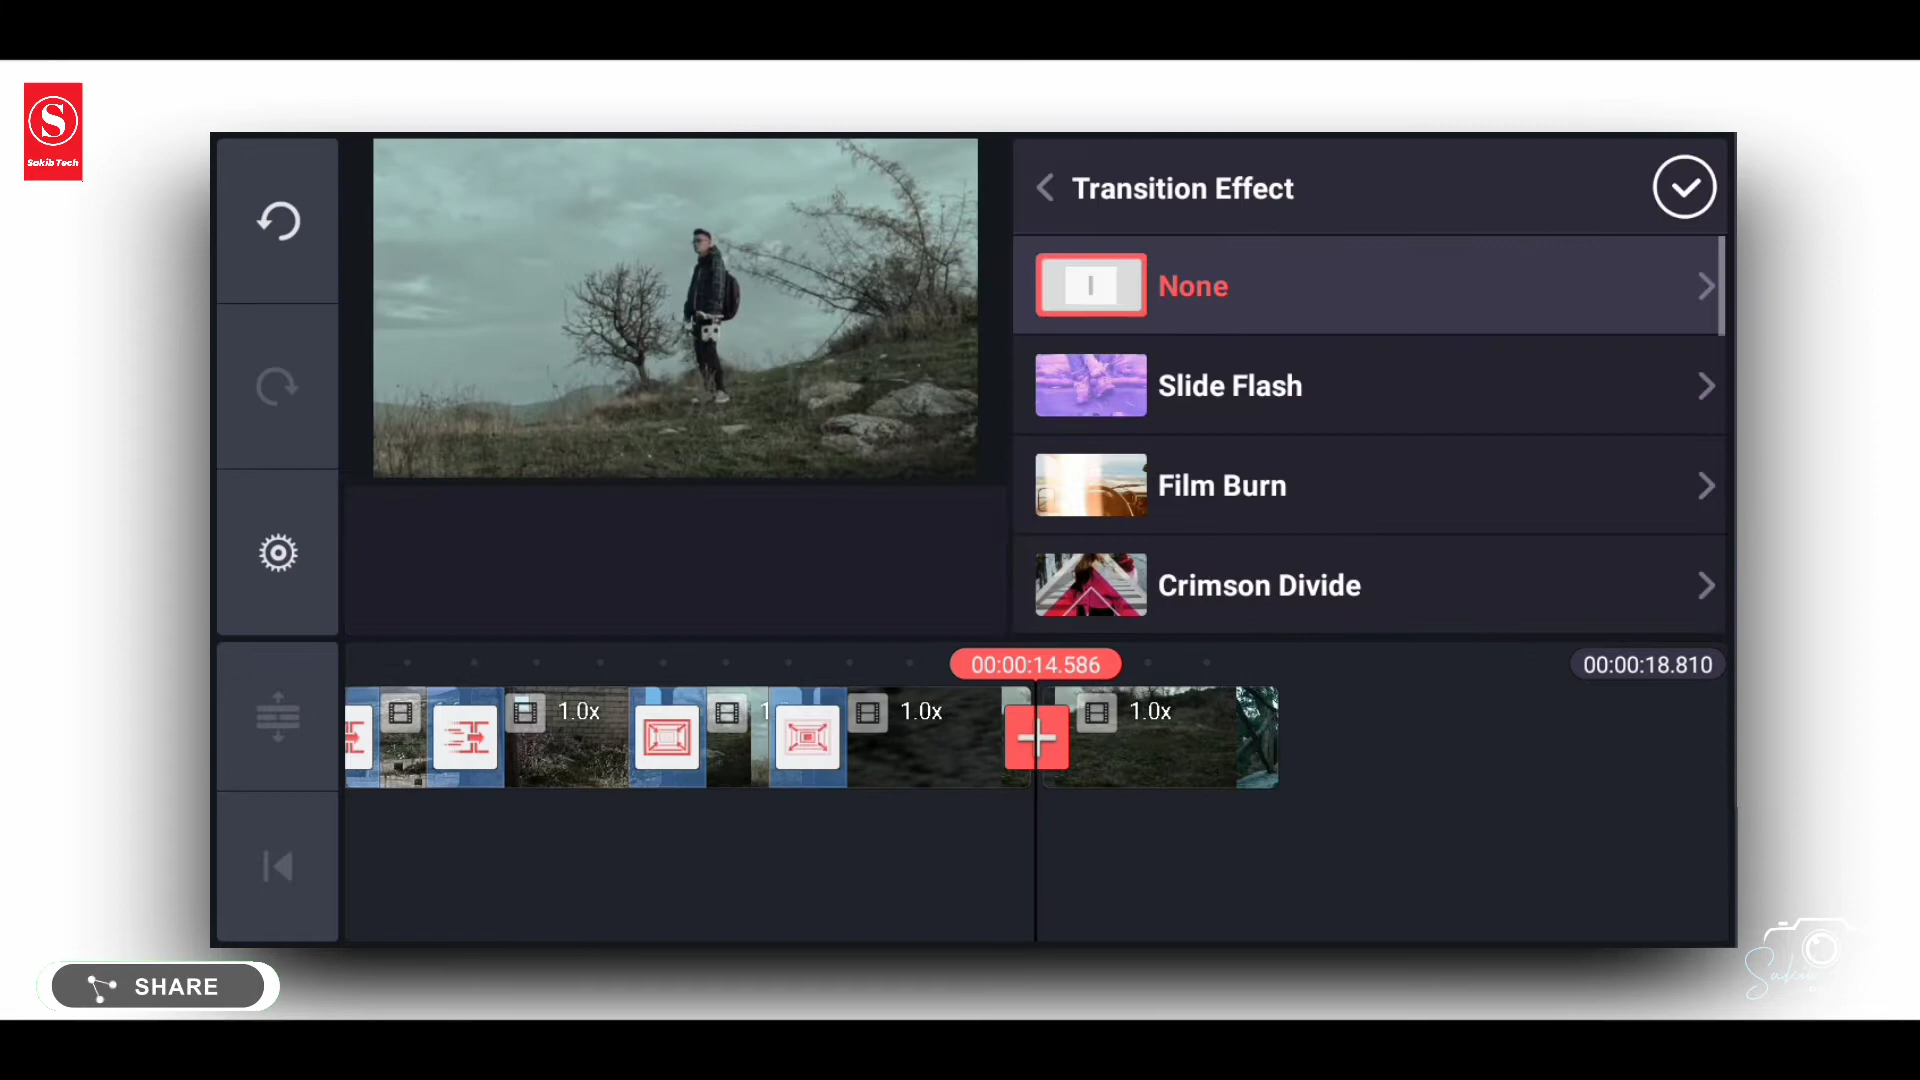 S
Sakib Tech
Transition Effect
None
Slide Flash
Film Burn
Crimson Divide
00:00:14.586
00:00:18.810
1.0x
1
1.0x
1.0x
SHARE